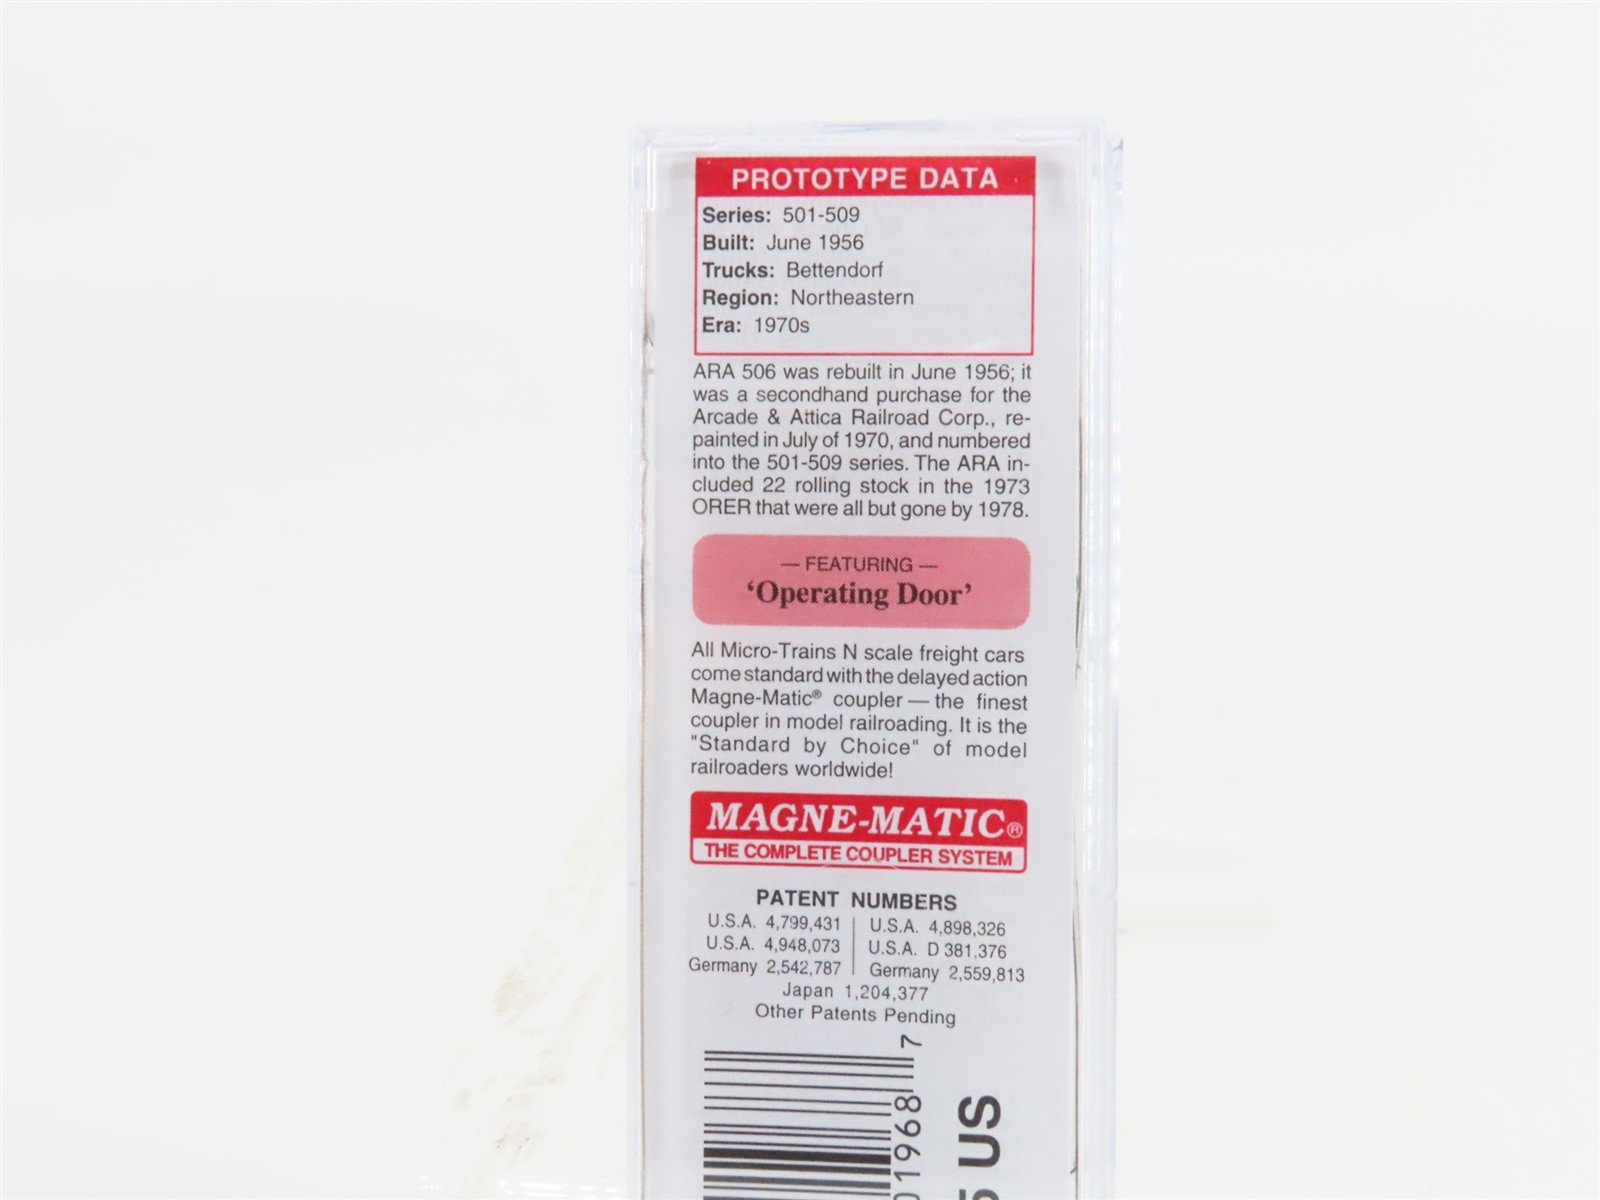 PROTOTYPE DATA
Series: 501-509
Built: June 1956
Trucks: Bettendorf
Region: Northeastern
Era: 1970s
ARA 506 was rebuilt in June 1956; it
was a secondhand purchase for the
Arcade & Attica Railroad Corp., re-
painted in July of 1970, and numbered
into the 501-509 series. The ARA in-
cluded 22 rolling stock in the 1973
ORER that were all but gone by 1978.
— FEATURING —
‘Operating Door’
All Micro-Trains N scale freight cars
come standard with the delayed action
Magne-Matic® coupler — the finest
coupler in model railroading. It is the
"Standard by Choice" of model
railroaders worldwide!
MAGNE-MATIC®
THE COMPLETE COUPLER SYSTEM
PATENT NUMBERS
U.S.A. 4,799,431 | U.S.A. 4,898,326
U.S.A. 4,948,073 | U.S.A. D 381,376
Germany 2,542,787 | Germany 2,559,813
Japan 1,204,377
Other Patents Pending
01968 7
US